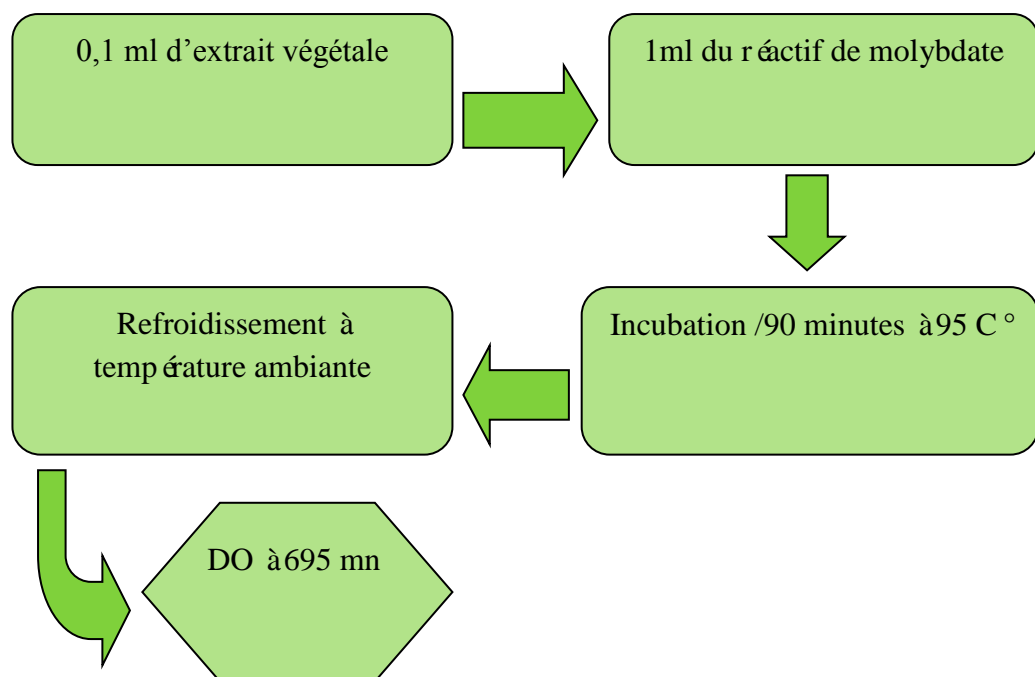 0,1 ml d’extrait végétale
1ml du réactif de molybdate
Incubation /90 minutes à 95 C°
Refroidissement à
température ambiante
DO à 695 mn